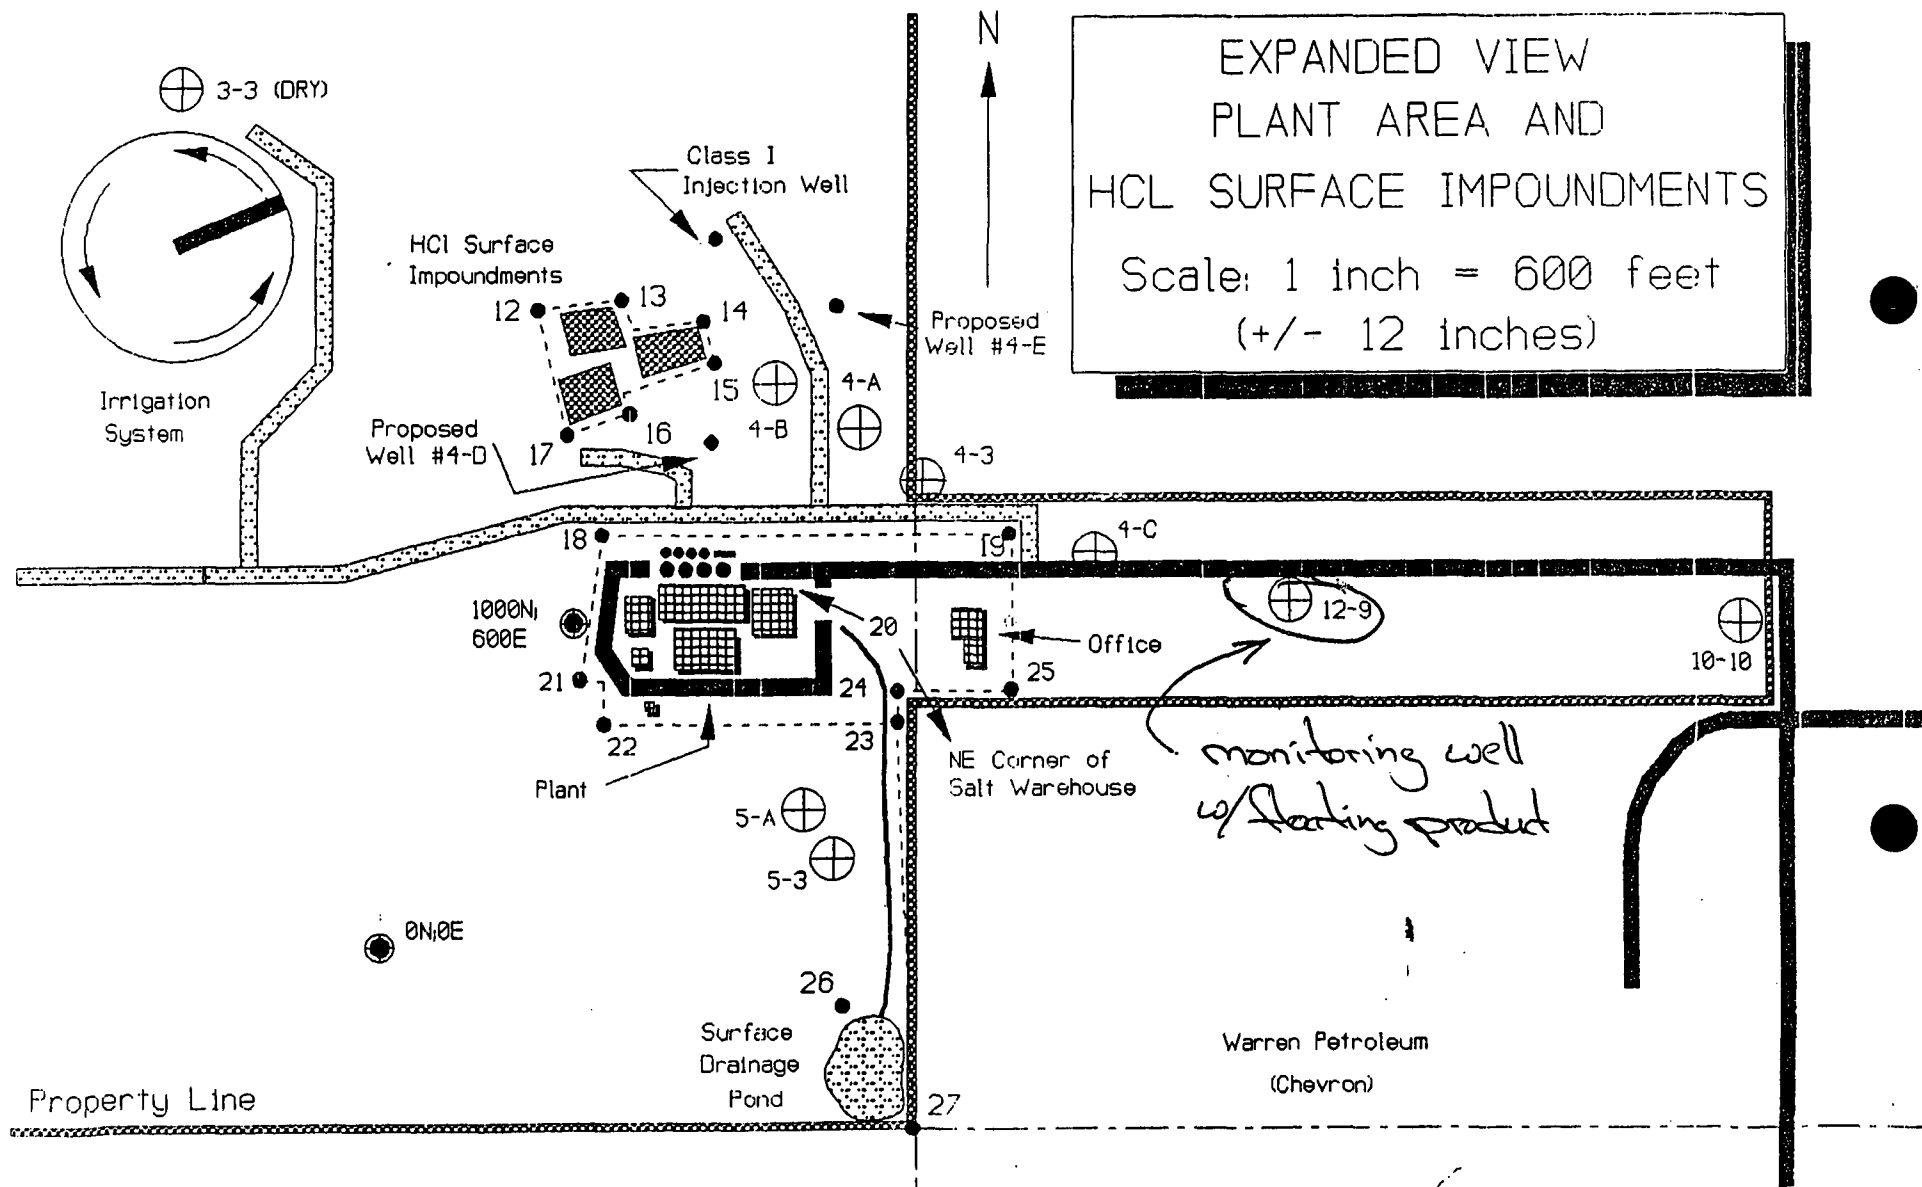 N
EXPANDED VIEW
PLANT AREA AND
HCL SURFACE IMPOUNDMENTS
Scale: 1 inch = 600 feet
(+/- 12 inches)
3-3 (DRY)
Class I
Injection Well
HCl Surface
Impoundments
12
13
14
15
16
17
Proposed
Well #4-E
4-A
4-B
Irrigation
System
Proposed
Well #4-D
4-3
18
19
4-C
1000N;
600E
20
Office
12-9
10-10
21
22
24
25
23
Plant
NE Corner of
Salt Warehouse
monitoring well
w/ floating product
5-A
5-3
0N;0E
26
Surface
Drainage
Pond
Warren Petroleum
(Chevron)
Property Line
27